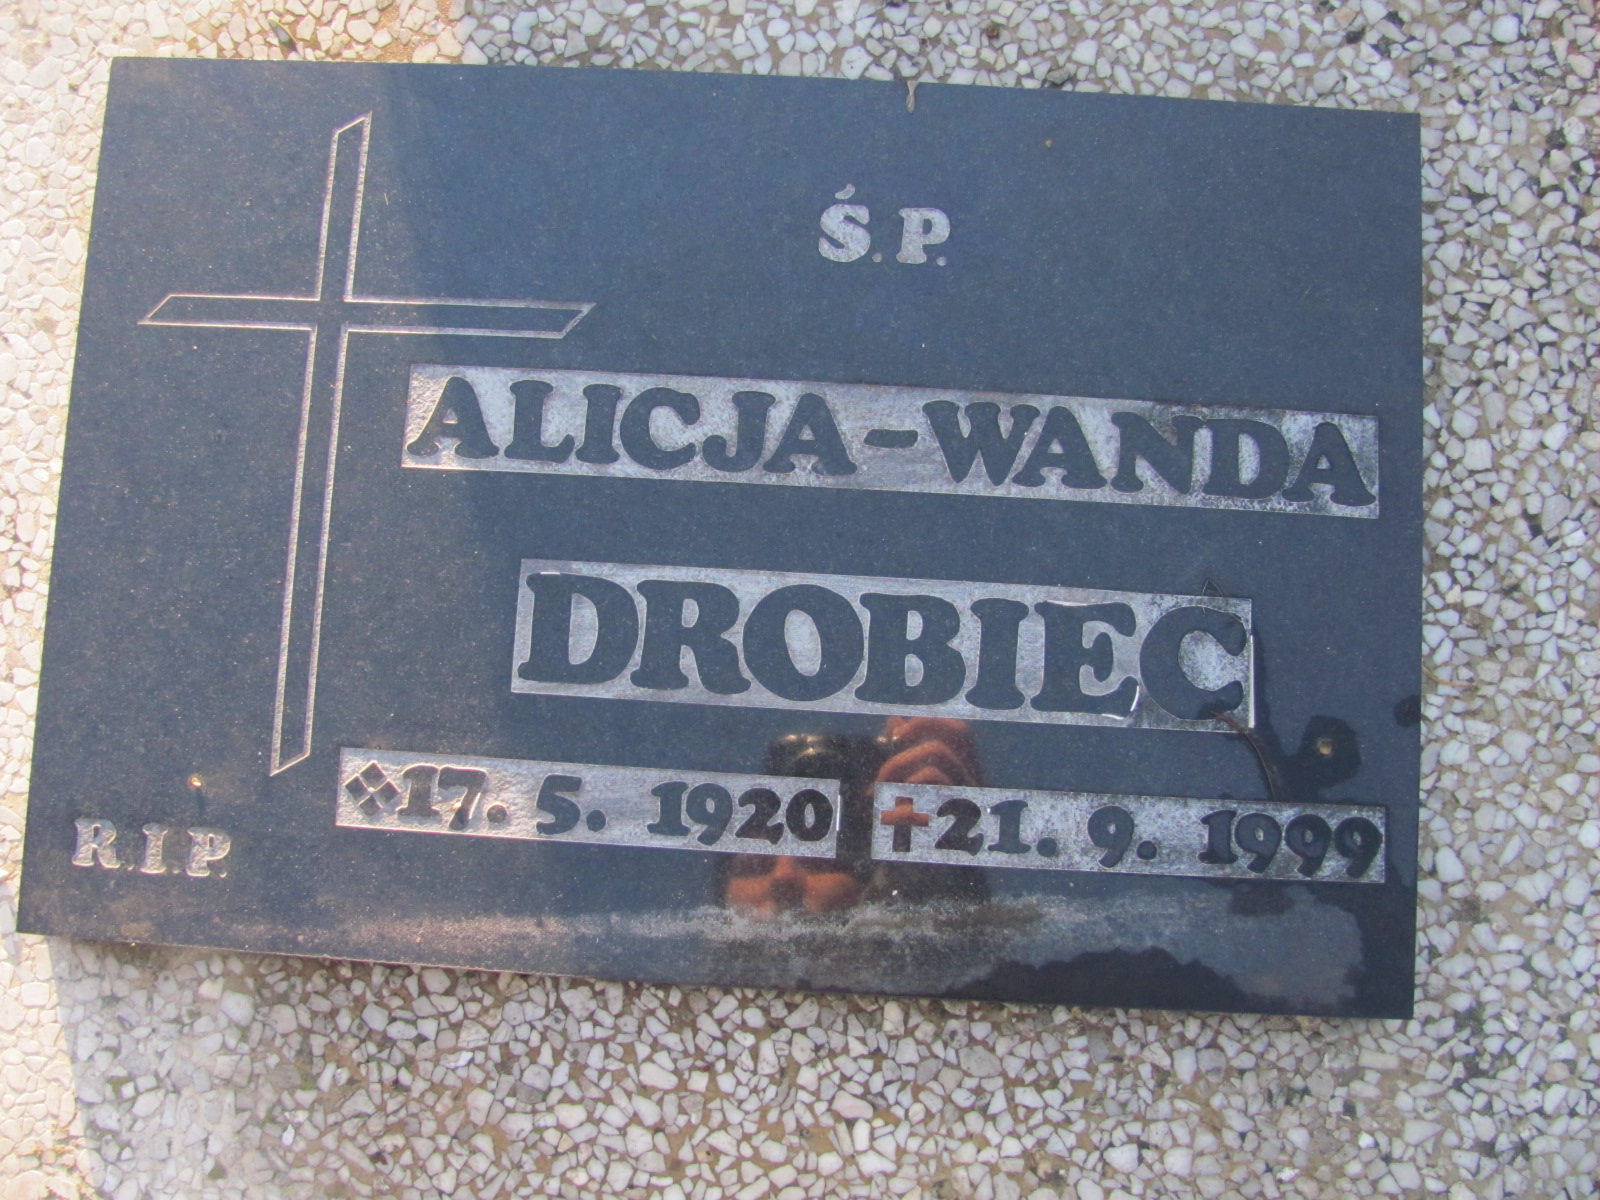 Ś.P.
ALICJA-WANDA
DROBIEC
17. 5. 1920 ✝21. 9. 1999
R.I.P.